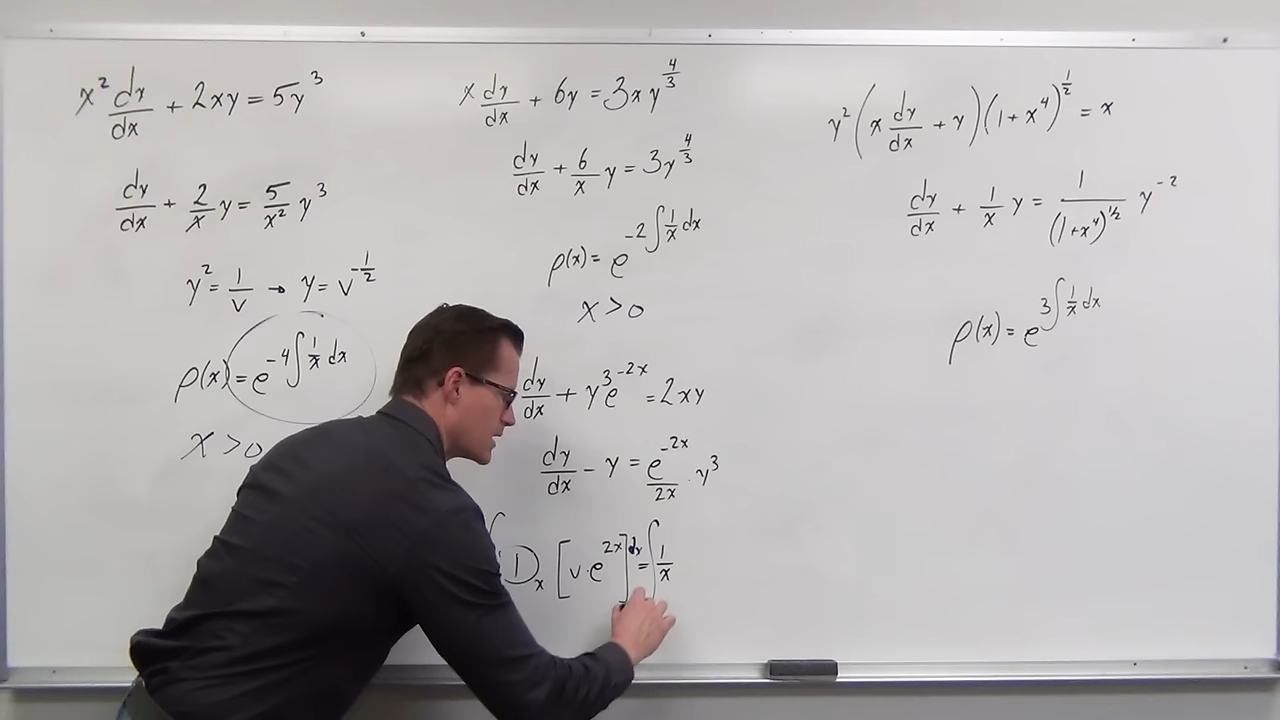 x² dy/dx + 2xy = 5y³
dy/dx + 2/x y = 5/x² y³
y² = 1/v → y = v^(-1/2)
ρ(x) = e^(-4∫ 1/x dx)
x > 0
x dy/dx + 6y = 3xy^(4/3)
dy/dx + 6/x y = 3y^(4/3)
ρ(x) = e^(-2∫ 1/x dx)
x > 0
dy/dx + y³e^(-2x) = 2xy
dy/dx - y = e^(-2x)/2x · y³
∫ D_x [v·e^(2x)] dx = ∫ 1/x
y² (x dy/dx + y)(1+x⁴)^(1/2) = x
dy/dx + 1/x y = 1/(1+x⁴)^(1/2) y^(-2)
ρ(x) = e^(3∫ 1/x dx)